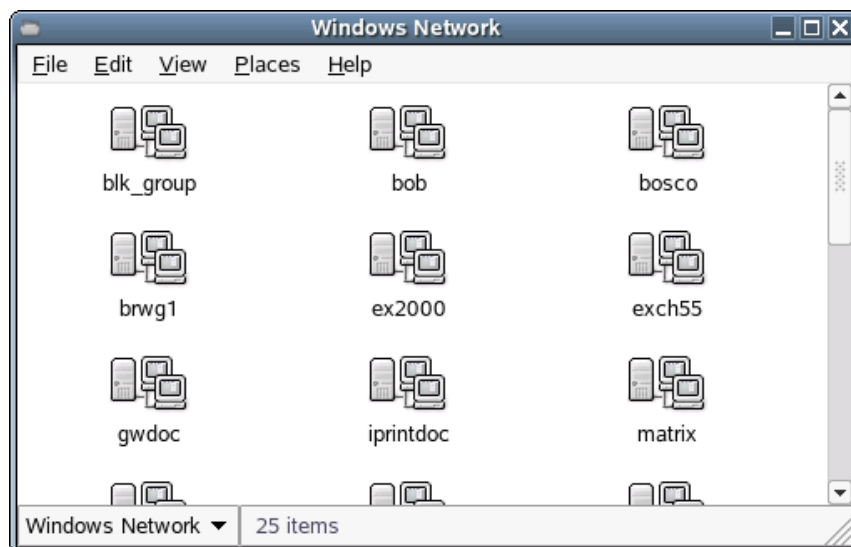 Windows Network
File Edit View Places Help
blk_group bob bosco
brwg1 ex2000 exch55
gwdoc iprintdoc matrix
Windows Network 25 items